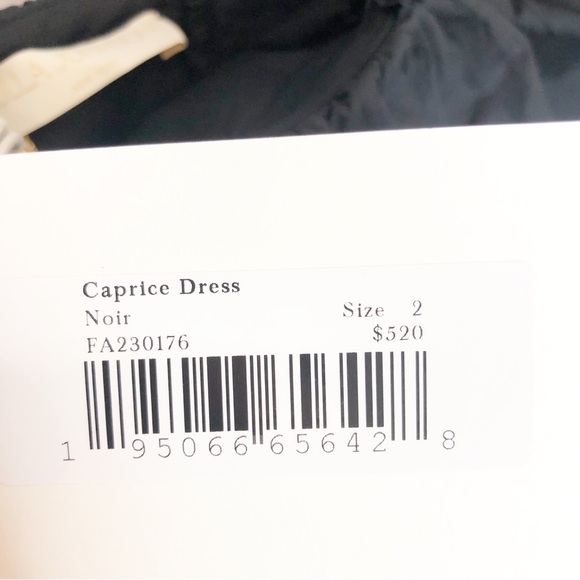 Caprice Dress
Noir
Size 2
FA230176
$520
1 95066 65642 8